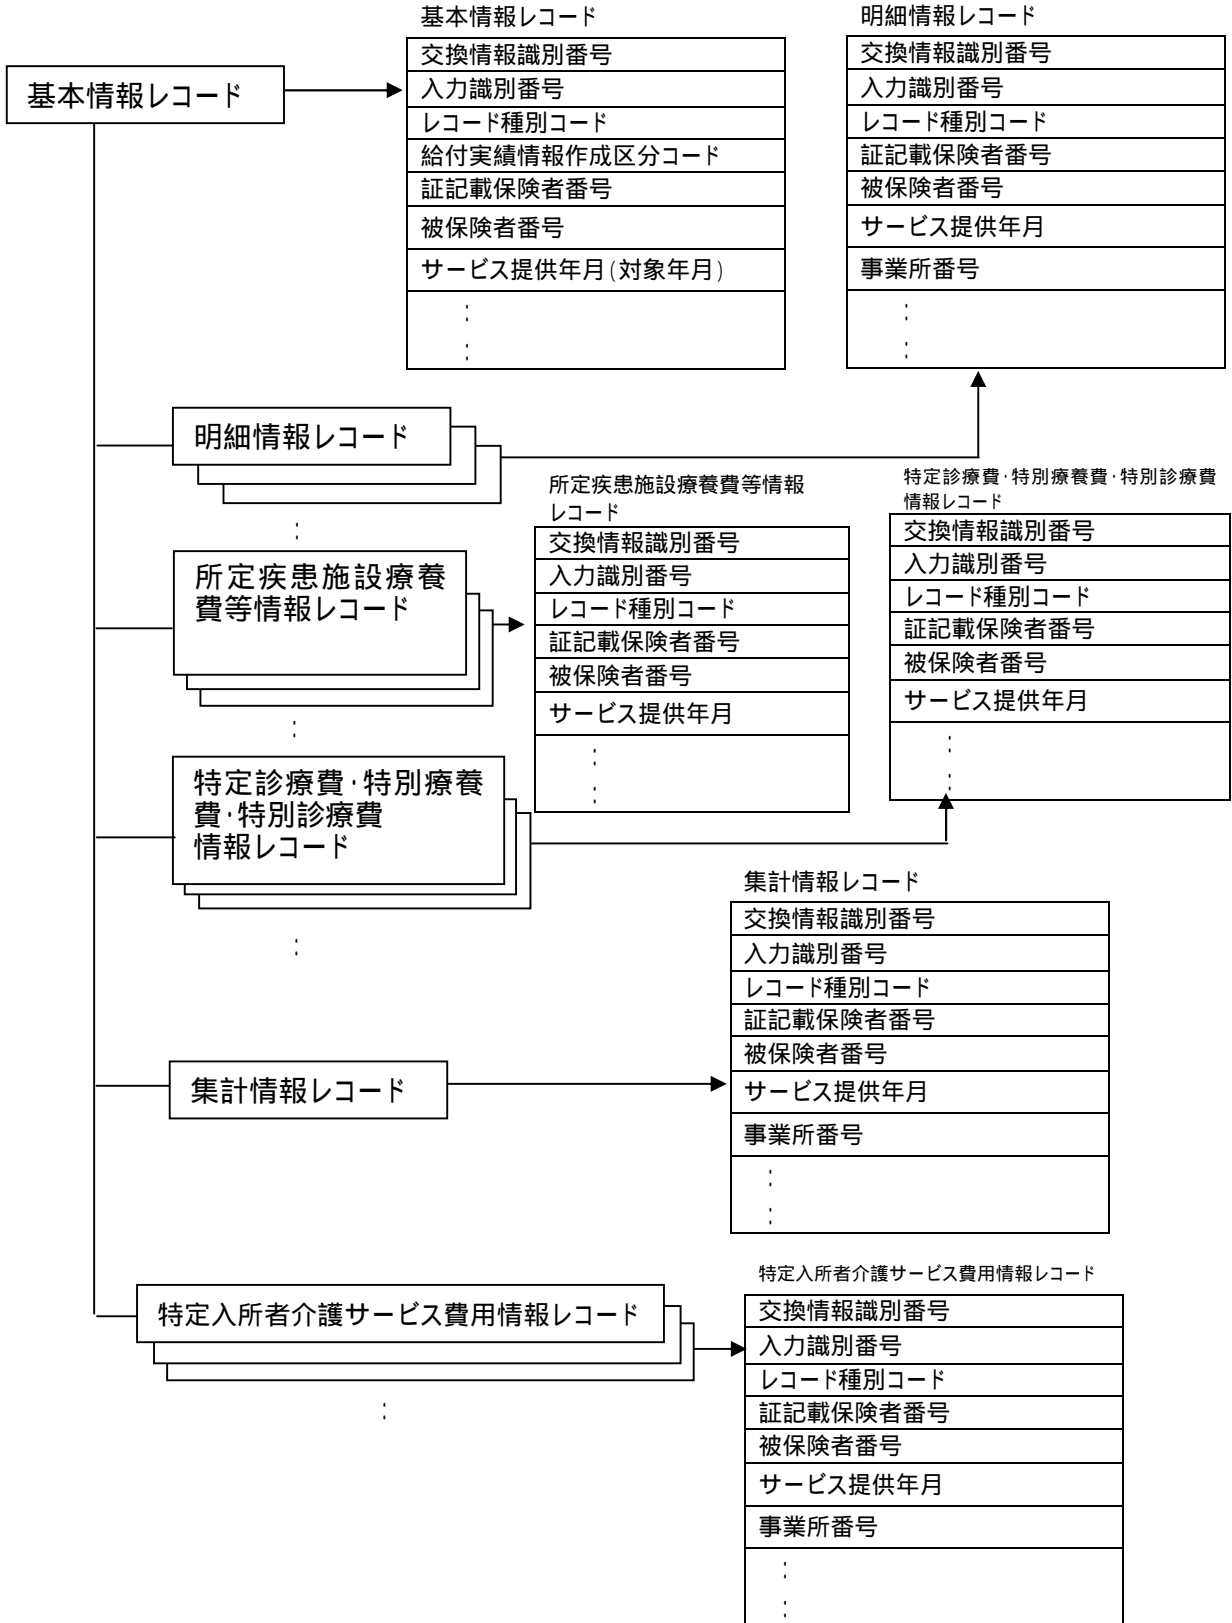 基本情報レコード
明細情報レコード
基本情報レコード
交換情報識別番号
入力識別番号
レコード種別コード
給付実績情報作成区分コード
証記載保険者番号
被保険者番号
サービス提供年月(対象年月)
:
:
交換情報識別番号
入力識別番号
レコード種別コード
証記載保険者番号
被保険者番号
サービス提供年月
事業所番号
:
:
明細情報レコード
:
所定疾患施設療養費等情報
レコード
交換情報識別番号
入力識別番号
レコード種別コード
証記載保険者番号
被保険者番号
サービス提供年月
:
:
特定診療費・特別療養費・特別診療費
情報レコード
交換情報識別番号
入力識別番号
レコード種別コード
証記載保険者番号
被保険者番号
サービス提供年月
:
:
所定疾患施設療養
費等情報レコード
:
特定診療費・特別療養
費・特別診療費
情報レコード
:
集計情報レコード
交換情報識別番号
入力識別番号
レコード種別コード
証記載保険者番号
被保険者番号
サービス提供年月
事業所番号
:
:
集計情報レコード
特定入所者介護サービス費用情報レコード
特定入所者介護サービス費用情報レコード
:
交換情報識別番号
入力識別番号
レコード種別コード
証記載保険者番号
被保険者番号
サービス提供年月
事業所番号
:
: